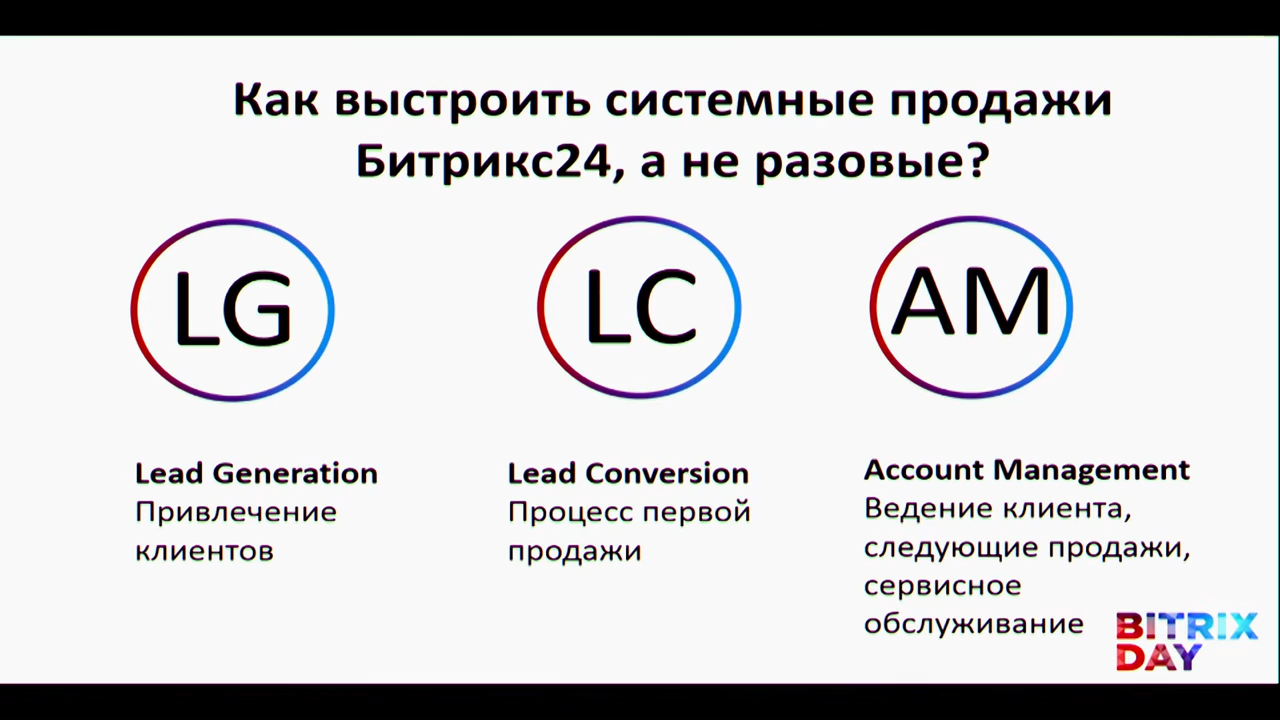 Как выстроить системные продажи
Битрикс24, а не разовые?
LG
LC
AM
Lead Generation
Привлечение
клиентов
Lead Conversion
Процесс первой
продажи
Account Management
Ведение клиента,
следующие продажи,
сервисное
обслуживание
BITRIX
DAY